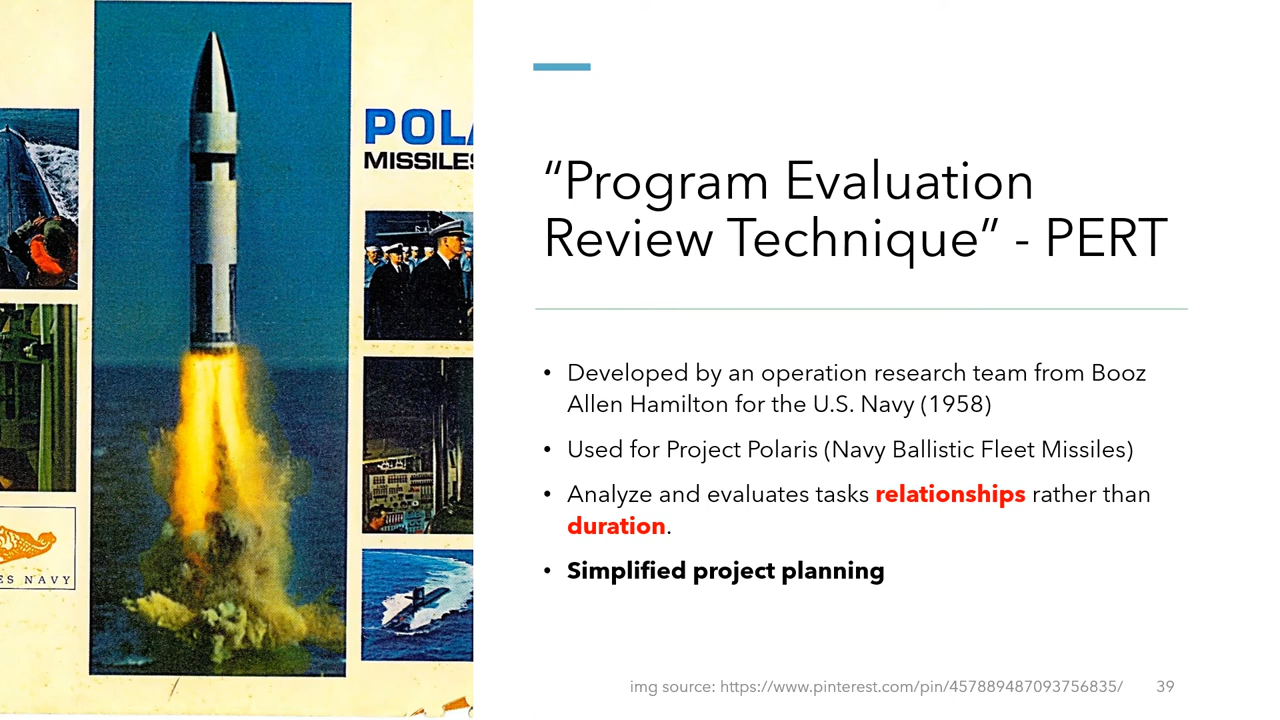 POLA
MISSILES
ES NAVY
“Program Evaluation
Review Technique” - PERT
• Developed by an operation research team from Booz
Allen Hamilton for the U.S. Navy (1958)
• Used for Project Polaris (Navy Ballistic Fleet Missiles)
• Analyze and evaluates tasks relationships rather than
duration.
• Simplified project planning
img source: https://www.pinterest.com/pin/457889487093756835/
39